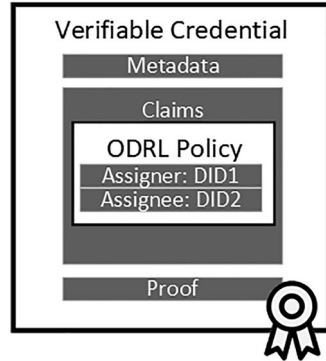 Verifiable Credential
Metadata
Claims
ODRL Policy
Assigner: DID1
Assignee: DID2
Proof